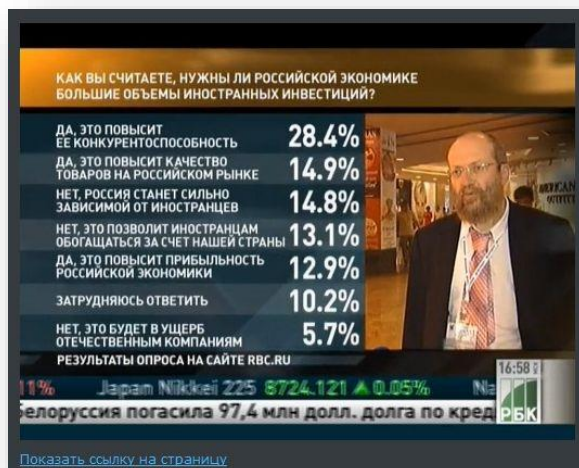 КАК ВЫ СЧИТАЕТЕ, НУЖНЫ ЛИ РОССИЙСКОЙ ЭКОНОМИКЕ
БОЛЬШИЕ ОБЪЕМЫ ИНОСТРАННЫХ ИНВЕСТИЦИЙ?
ДА, ЭТО ПОВЫСИТ
ЕЕ КОНКУРЕНТОСПОСОБНОСТЬ 28.4%
ДА, ЭТО ПОВЫСИТ КАЧЕСТВО
ТОВАРОВ НА РОССИЙСКОМ РЫНКЕ 14.9%
НЕТ, РОССИЯ СТАНЕТ СИЛЬНО
ЗАВИСИМОЙ ОТ ИНОСТРАНЦЕВ 14.8%
НЕТ, ЭТО ПОЗВОЛИТ ИНОСТРАНЦАМ
ОБОГАЩАТЬСЯ ЗА СЧЕТ НАШЕЙ СТРАНЫ 13.1%
ДА, ЭТО ПОВЫСИТ ПРИБЫЛЬНОСТЬ
РОССИЙСКОЙ ЭКОНОМИКИ 12.9%
ЗАТРУДНЯЮСЬ ОТВЕТИТЬ 10.2%
НЕТ, ЭТО БУДЕТ В УЩЕРБ
ОТЕЧЕСТВЕННЫМ КОМПАНИЯМ 5.7%
РЕЗУЛЬТАТЫ ОПРОСА НА САЙТЕ RBC.RU
16:58
11% Japan Nikkei 225 8724.121 ▲ 0.05% Na
Белоруссия погасила 97,4 млн долл. долга по кред
РБК
Показать ссылку на страницу